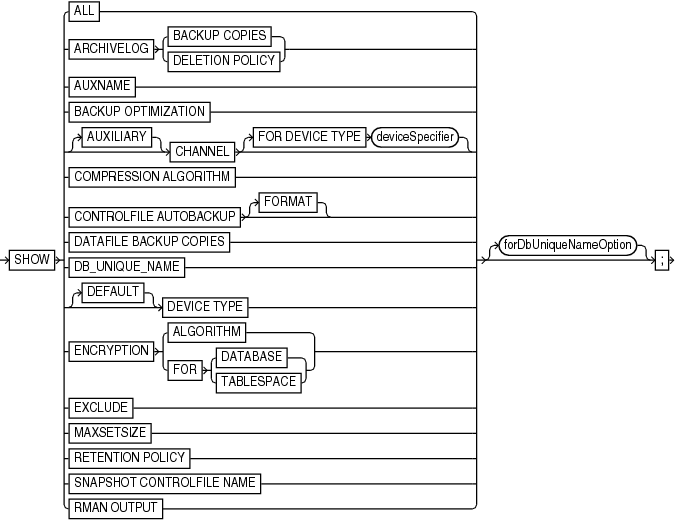 ALL
ARCHIVELOG
BACKUP COPIES
DELETION POLICY
AUXNAME
BACKUP OPTIMIZATION
AUXILIARY
CHANNEL
FOR DEVICE TYPE
deviceSpecifier
COMPRESSION ALGORITHM
CONTROLFILE AUTOBACKUP
FORMAT
DATAFILE BACKUP COPIES
SHOW
DB_UNIQUE_NAME
forDbUniqueNameOption
;
DEFAULT
DEVICE TYPE
ENCRYPTION
ALGORITHM
FOR
DATABASE
TABLESPACE
EXCLUDE
MAXSETSIZE
RETENTION POLICY
SNAPSHOT CONTROLFILE NAME
RMAN OUTPUT